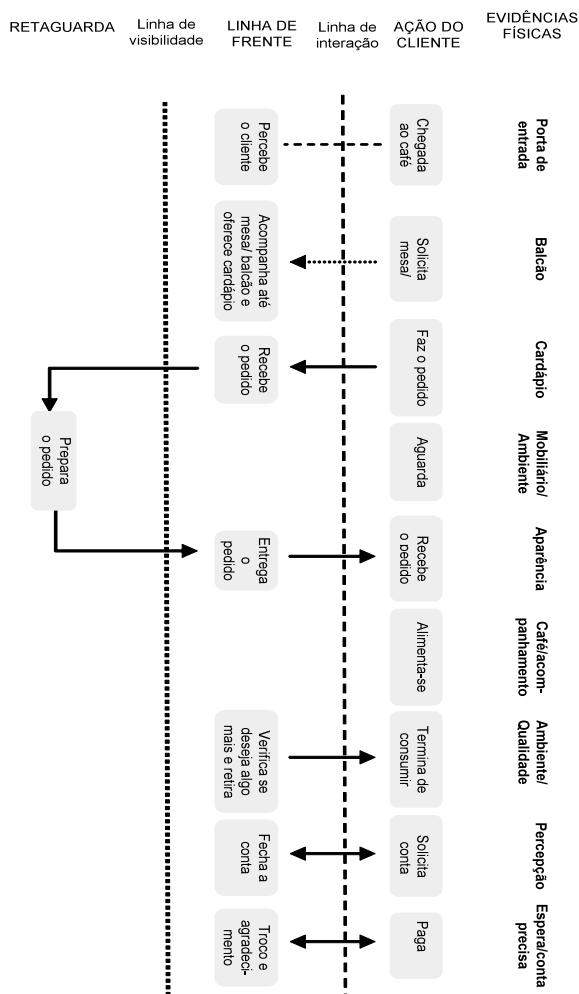 RETAGUARDA
Linha de
visibilidade
LINHA DE
FRENTE
Linha de
interação
AÇÃO DO
CLIENTE
EVIDÊNCIAS
FÍSICAS
Percebe
o cliente
Chegada
ao café
Porta de
entrada
Acompanha até
mesa/ balcão e
oferece cardápio
Solicita
mesa/
Balcão
Recebe
o pedido
Faz o pedido
Cardápio
Prepara
o pedido
Aguarda
Mobiliário/
Ambiente
Entrega
o
pedido
Recebe
o pedido
Aparência
Alimenta-se
Café/acom-
panhamento
Verifica se
deseja algo
mais e retira
Termina de
consumir
Ambiente/
Qualidade
Fecha a
conta
Solicita
conta
Percepção
Troco e
agradeci-
mento
Paga
Espera/conta
precisa